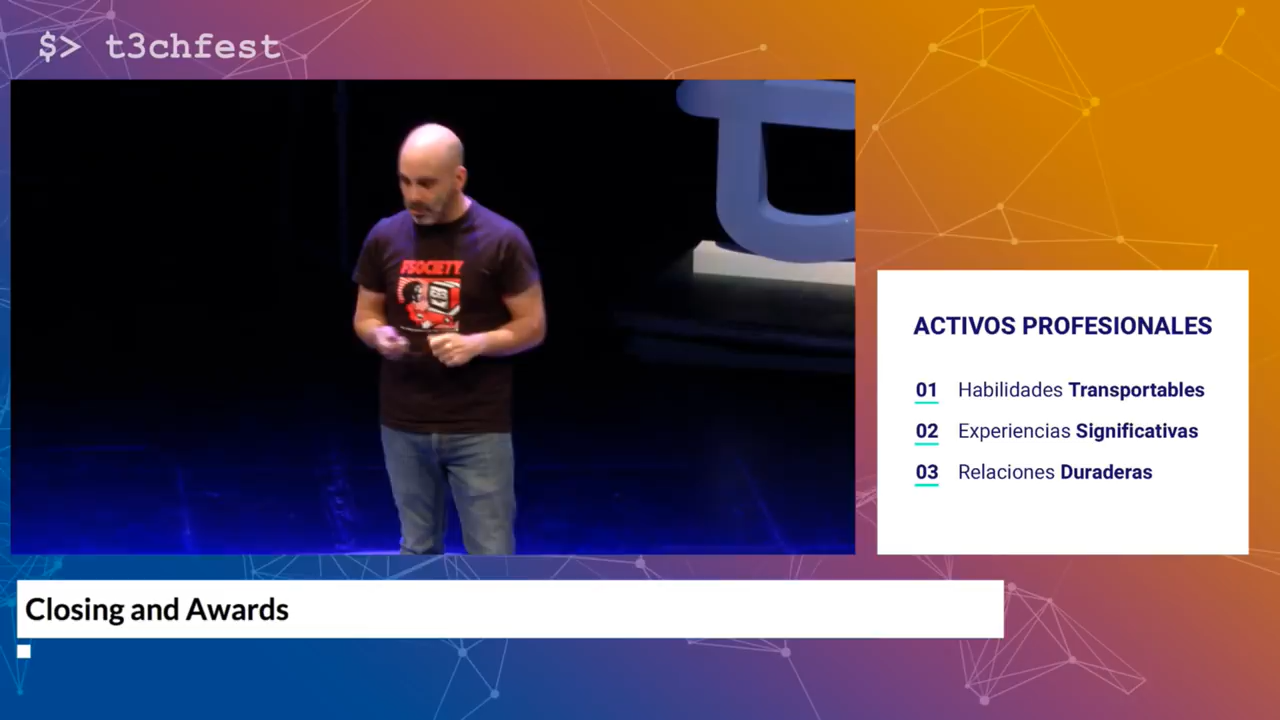 $> t3chfest
FSOCIETY
ACTIVOS PROFESIONALES
01 Habilidades Transportables
02 Experiencias Significativas
03 Relaciones Duraderas
Closing and Awards